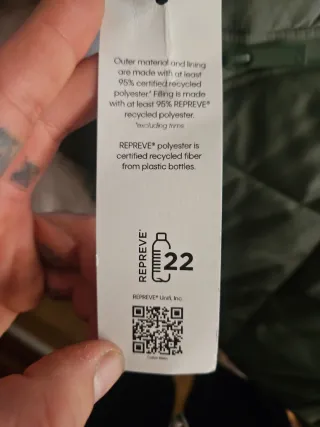 Outer material and lining
are made with at least
95% certified recycled
polyester.* Filling is made
with at least 95% REPREVE®
recycled polyester.
*excluding trims
REPREVE® polyester is
certified recycled fiber
from plastic bottles.
REPREVE®
22
REPREVE® Unifi, Inc.